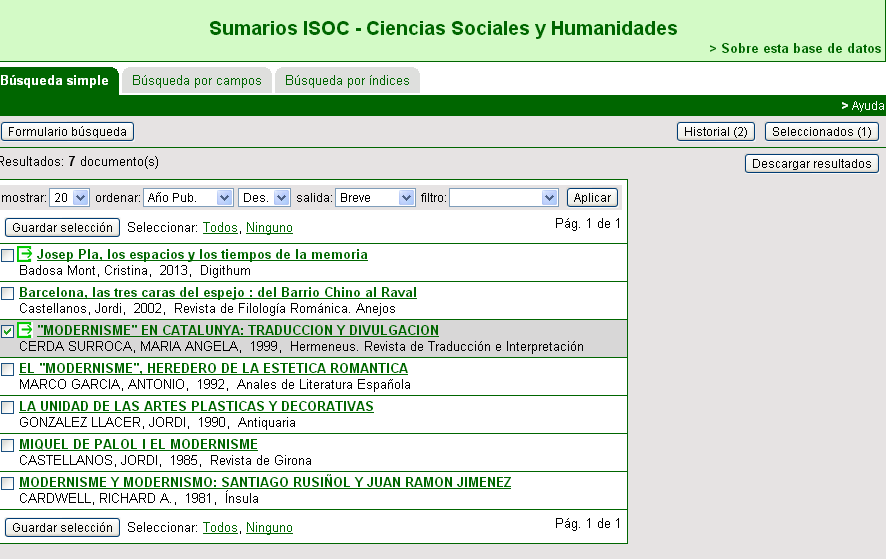 Sumarios ISOC - Ciencias Sociales y Humanidades
> Sobre esta base de datos
Búsqueda simple Búsqueda por campos Búsqueda por índices
> Ayuda
Formulario búsqueda Historial (2) Seleccionados (1)
Resultados: 7 documento(s) Descargar resultados
mostrar: 20 ordenar: Año Pub. Des. salida: Breve filtro: Aplicar
Guardar selección Seleccionar: Todos, Ninguno Pág. 1 de 1
Josep Pla, los espacios y los tiempos de la memoria
Badosa Mont, Cristina, 2013, Digithum
Barcelona, las tres caras del espejo : del Barrio Chino al Raval
Castellanos, Jordi, 2002, Revista de Filología Románica. Anejos
"MODERNISME" EN CATALUNYA: TRADUCCION Y DIVULGACION
CERDA SURROCA, MARIA ANGELA, 1999, Hermeneus. Revista de Traducción e Interpretación
EL "MODERNISME", HEREDERO DE LA ESTETICA ROMANTICA
MARCO GARCIA, ANTONIO, 1992, Anales de Literatura Española
LA UNIDAD DE LAS ARTES PLASTICAS Y DECORATIVAS
GONZALEZ LLACER, JORDI, 1990, Antiquaria
MIQUEL DE PALOL I EL MODERNISME
CASTELLANOS, JORDI, 1985, Revista de Girona
MODERNISME Y MODERNISMO: SANTIAGO RUSIÑOL Y JUAN RAMON JIMENEZ
CARDWELL, RICHARD A., 1981, Ínsula
Guardar selección Seleccionar: Todos, Ninguno Pág. 1 de 1